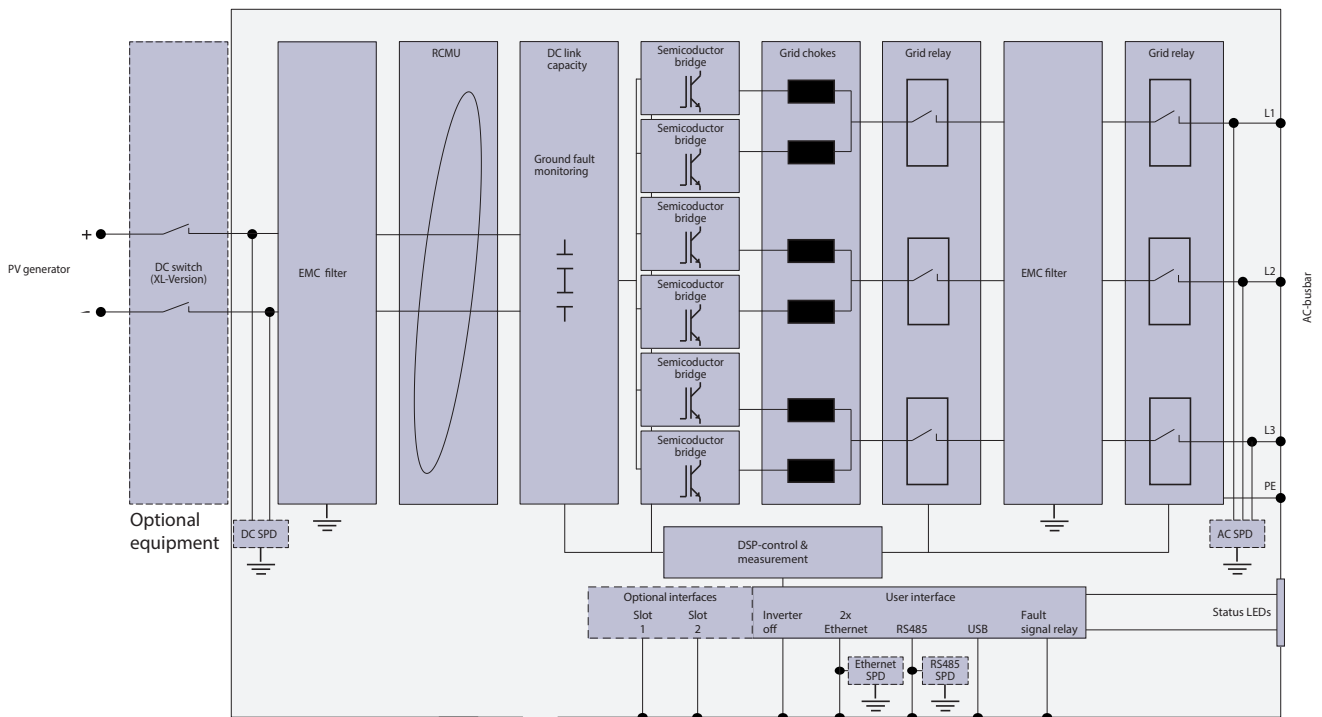 RCMU
DC link
capacity
Semicoductor
bridge
Grid chokes
Grid relay
Grid relay
L1
Semicoductor
bridge
Ground fault
monitoring
Semicoductor
bridge
+
PV generator
DC switch
(XL-Version)
EMC filter
EMC filter
L2
AC-busbar
Semicoductor
bridge
–
Semicoductor
bridge
L3
Semicoductor
bridge
PE
Optional
equipment
DC SPD
DSP-control &
measurement
AC SPD
Optional interfaces
User interface
Slot
1
Slot
2
Inverter
off
2x
Ethernet
RS485
USB
Fault
signal relay
Status LEDs
Ethernet
SPD
RS485
SPD